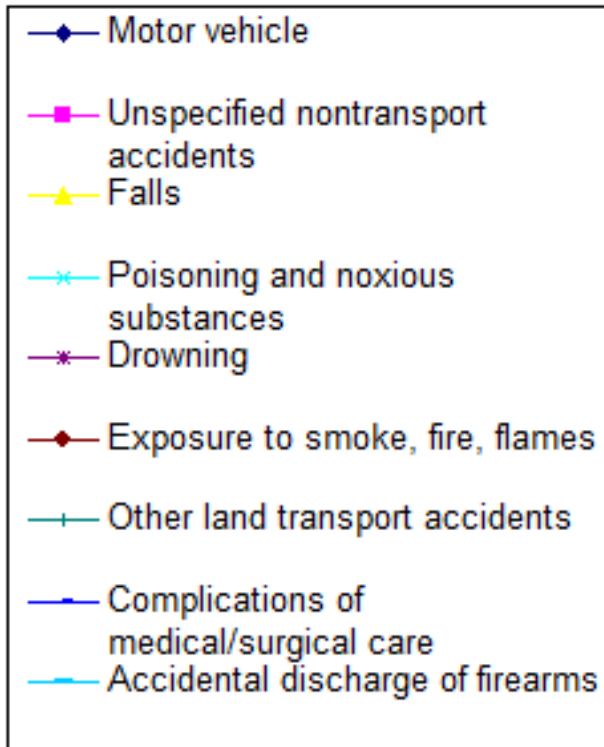 Motor vehicle
Unspecified nontransport
accidents
Falls
Poisoning and noxious
substances
Drowning
Exposure to smoke, fire, flames
Other land transport accidents
Complications of
medical/surgical care
Accidental discharge of firearms